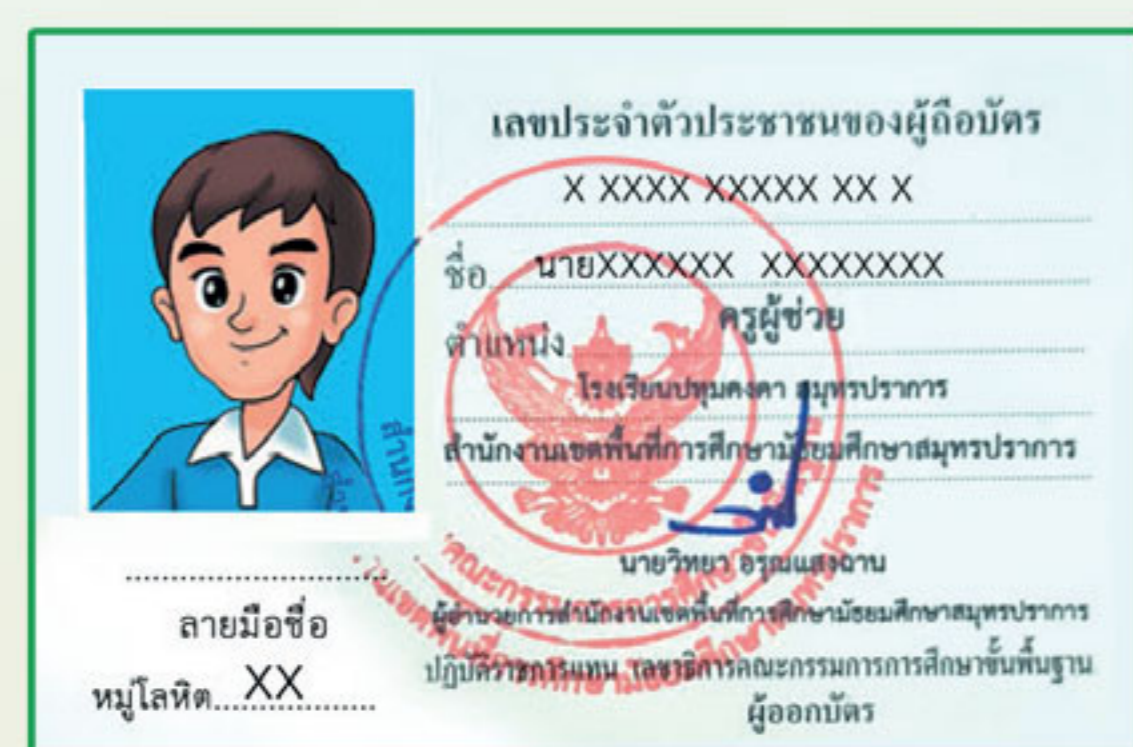 เลขประจำตัวประชาชนของผู้ถือบัตร
X XXXX XXXXX XX X
ชื่อ นายXXXXXX XXXXXXXX
ตำแหน่ง ครูผู้ช่วย
โรงเรียนปทุมคงคา สมุทรปราการ
สำนักงานเขตพื้นที่การศึกษามัธยมศึกษาสมุทรปราการ
นายวิทยา อรุณแสงฉาน
ผู้อำนวยการสำนักงานเขตพื้นที่การศึกษามัธยมศึกษาสมุทรปราการ
ปฏิบัติราชการแทน เลขาธิการคณะกรรมการการศึกษาขั้นพื้นฐาน
ผู้ออกบัตร
ลายมือชื่อ
หมู่โลหิต....XX............